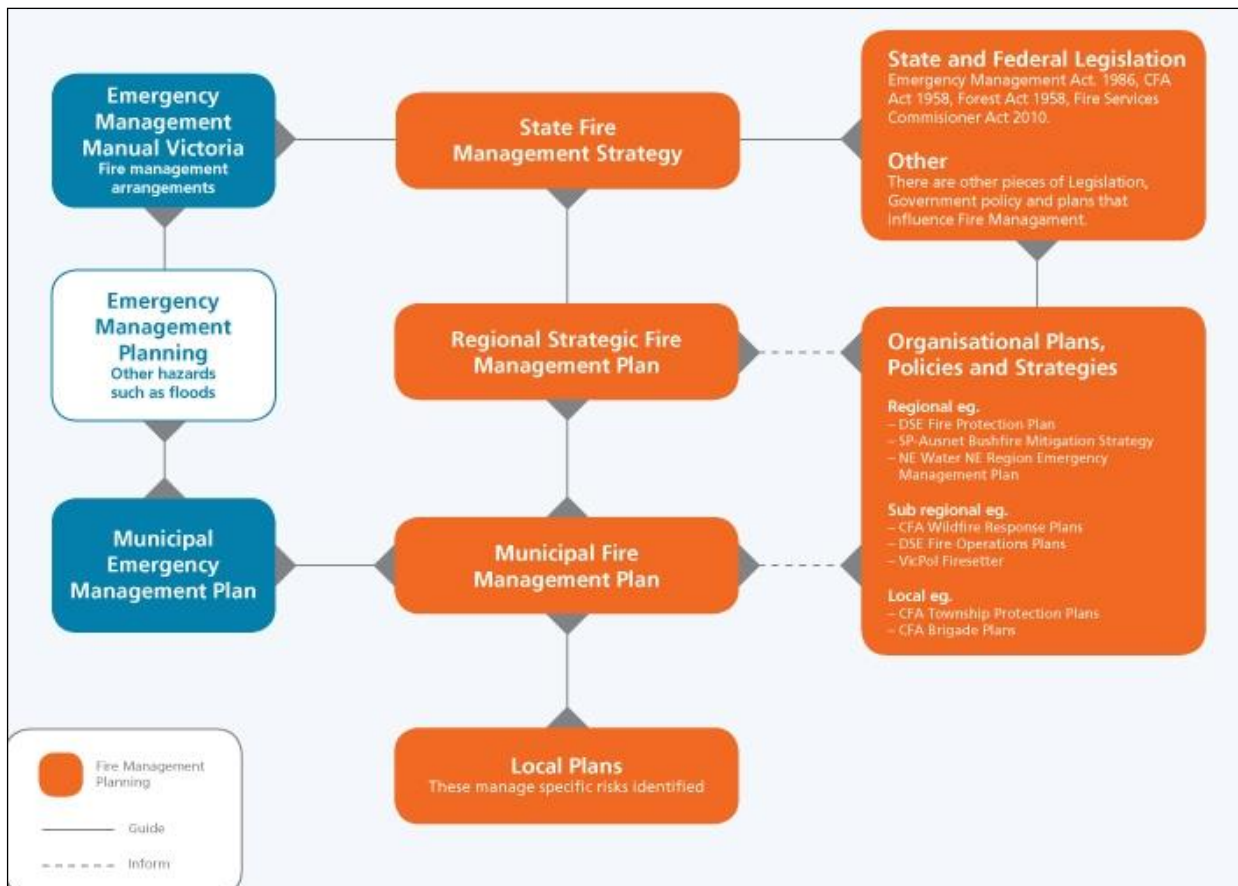 Emergency
Management
Manual Victoria
Fire management
arrangements
State Fire
Management Strategy
State and Federal Legislation
Emergency Management Act. 1986, CFA
Act 1958, Forest Act 1958, Fire Services
Commisioner Act 2010.
Other
There are other pieces of Legislation,
Government policy and plans that
influence Fire Managament.
Emergency
Management
Planning
Other hazards
such as floods
Regional Strategic Fire
Management Plan
Organisational Plans,
Policies and Strategies
Regional eg.
– DSE Fire Protection Plan
– SP-Ausnet Bushfire Mitigation Strategy
– NE Water NE Region Emergency
Management Plan
Sub regional eg.
– CFA Wildfire Response Plans
– DSE Fire Operations Plans
– VicPol Firesetter
Local eg.
– CFA Township Protection Plans
– CFA Brigade Plans
Municipal
Emergency
Management Plan
Municipal Fire
Management Plan
Local Plans
These manage specific risks identified
Fire Management
Planning
Guide
Inform